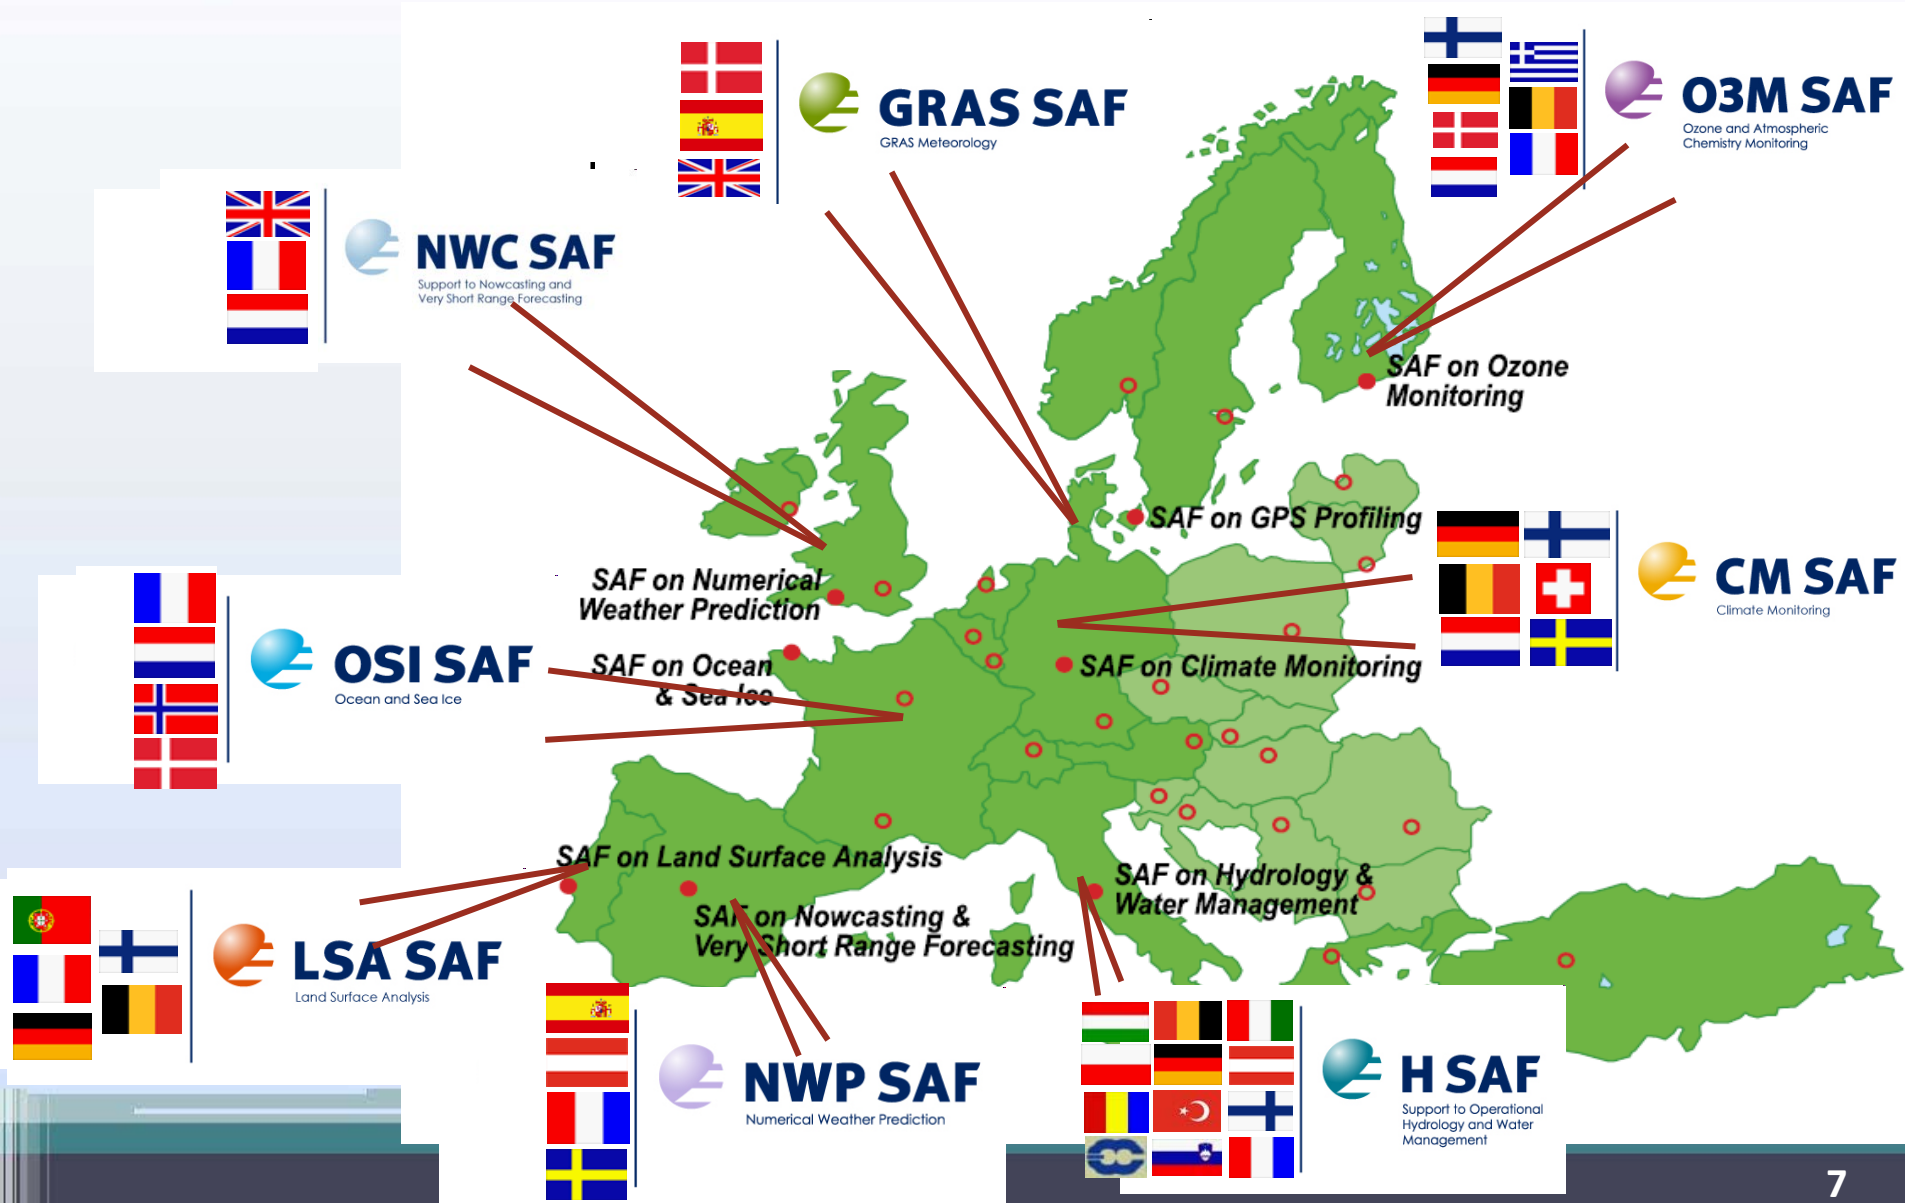 GRAS SAF
GRAS Meteorology
O3M SAF
Ozone and Atmospheric
Chemistry Monitoring
NWC SAF
Support to Nowcasting and
Very Short Range Forecasting
SAF on Ozone
Monitoring
SAF on GPS Profiling
CM SAF
Climate Monitoring
SAF on Numerical
Weather Prediction
OSI SAF
Ocean and Sea Ice
SAF on Ocean
& Sea Ice
SAF on Climate Monitoring
SAF on Land Surface Analysis
SAF on Hydrology &
Water Management
SAF on Nowcasting &
Very Short Range Forecasting
LSA SAF
Land Surface Analysis
NWP SAF
Numerical Weather Prediction
H SAF
Support to Operational
Hydrology and Water
Management
7